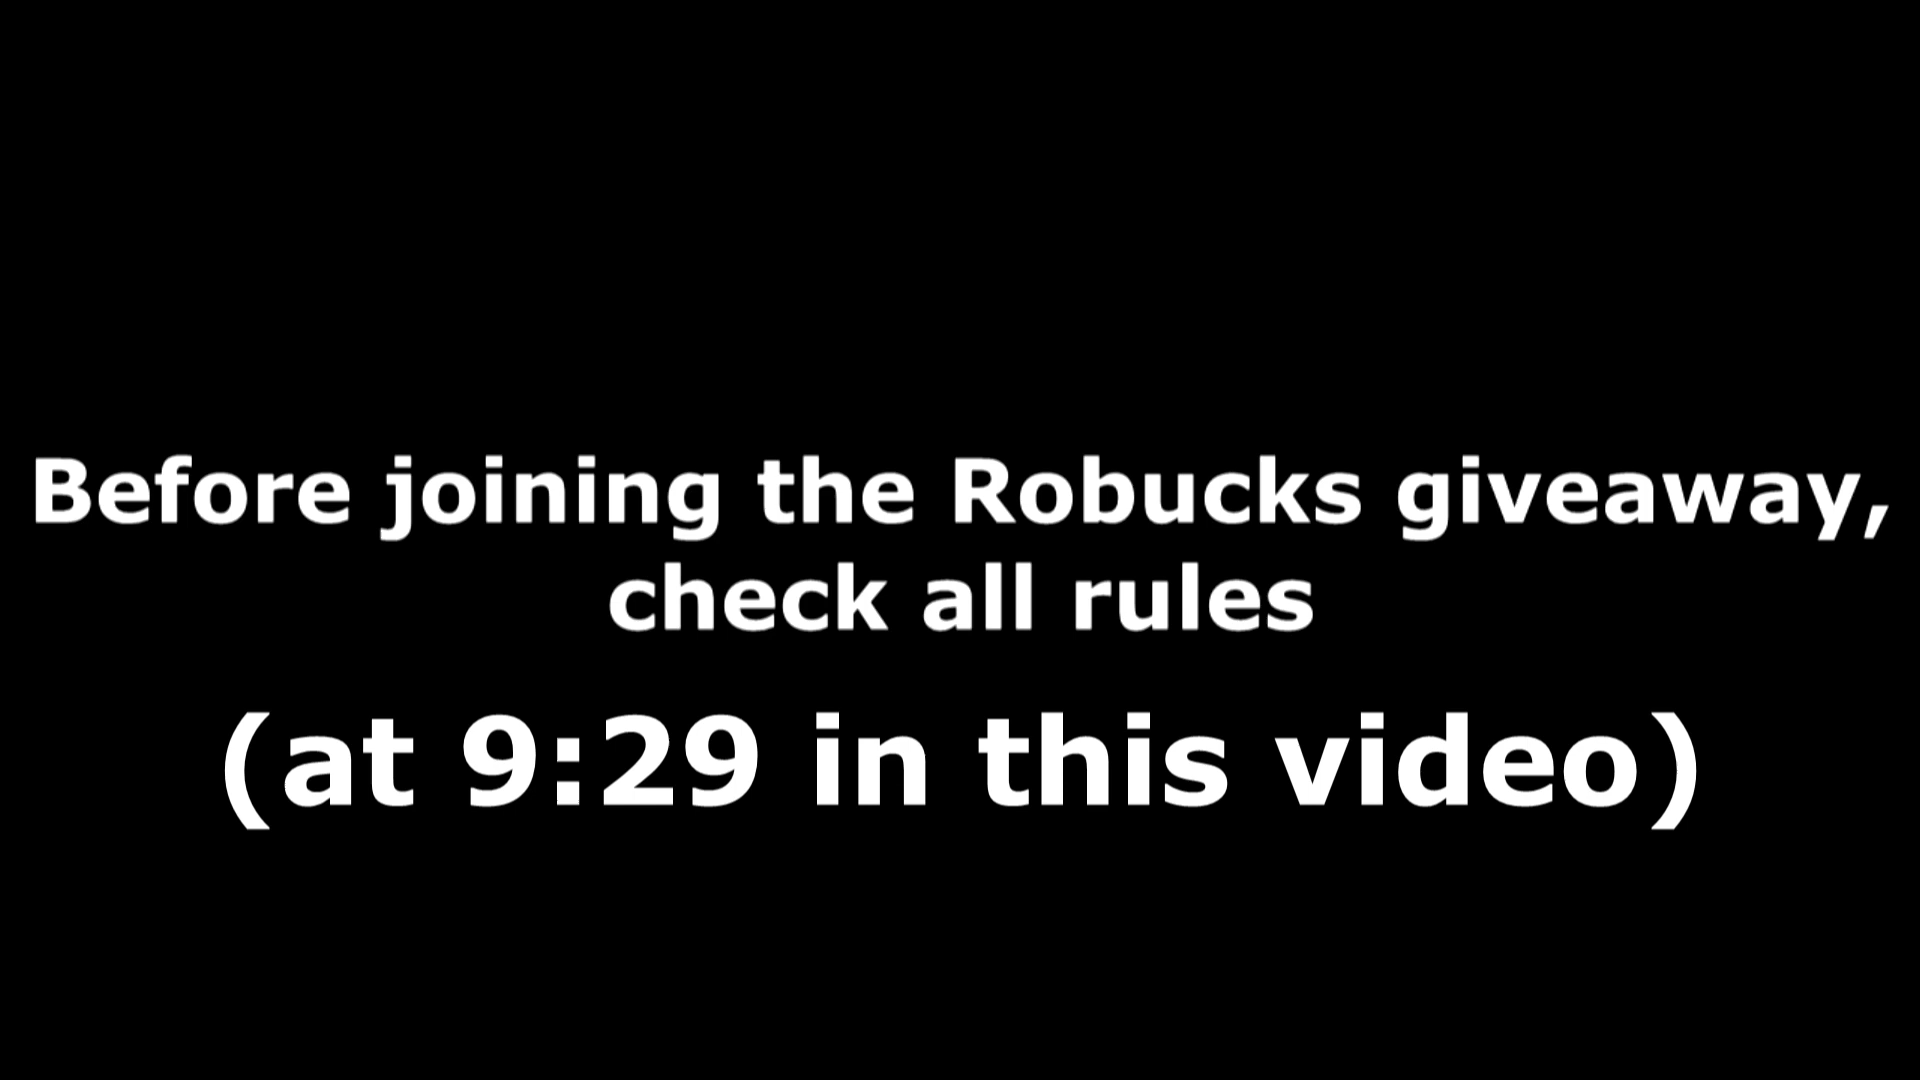 Before joining the Robucks giveaway,
check all rules
(at 9:29 in this video)